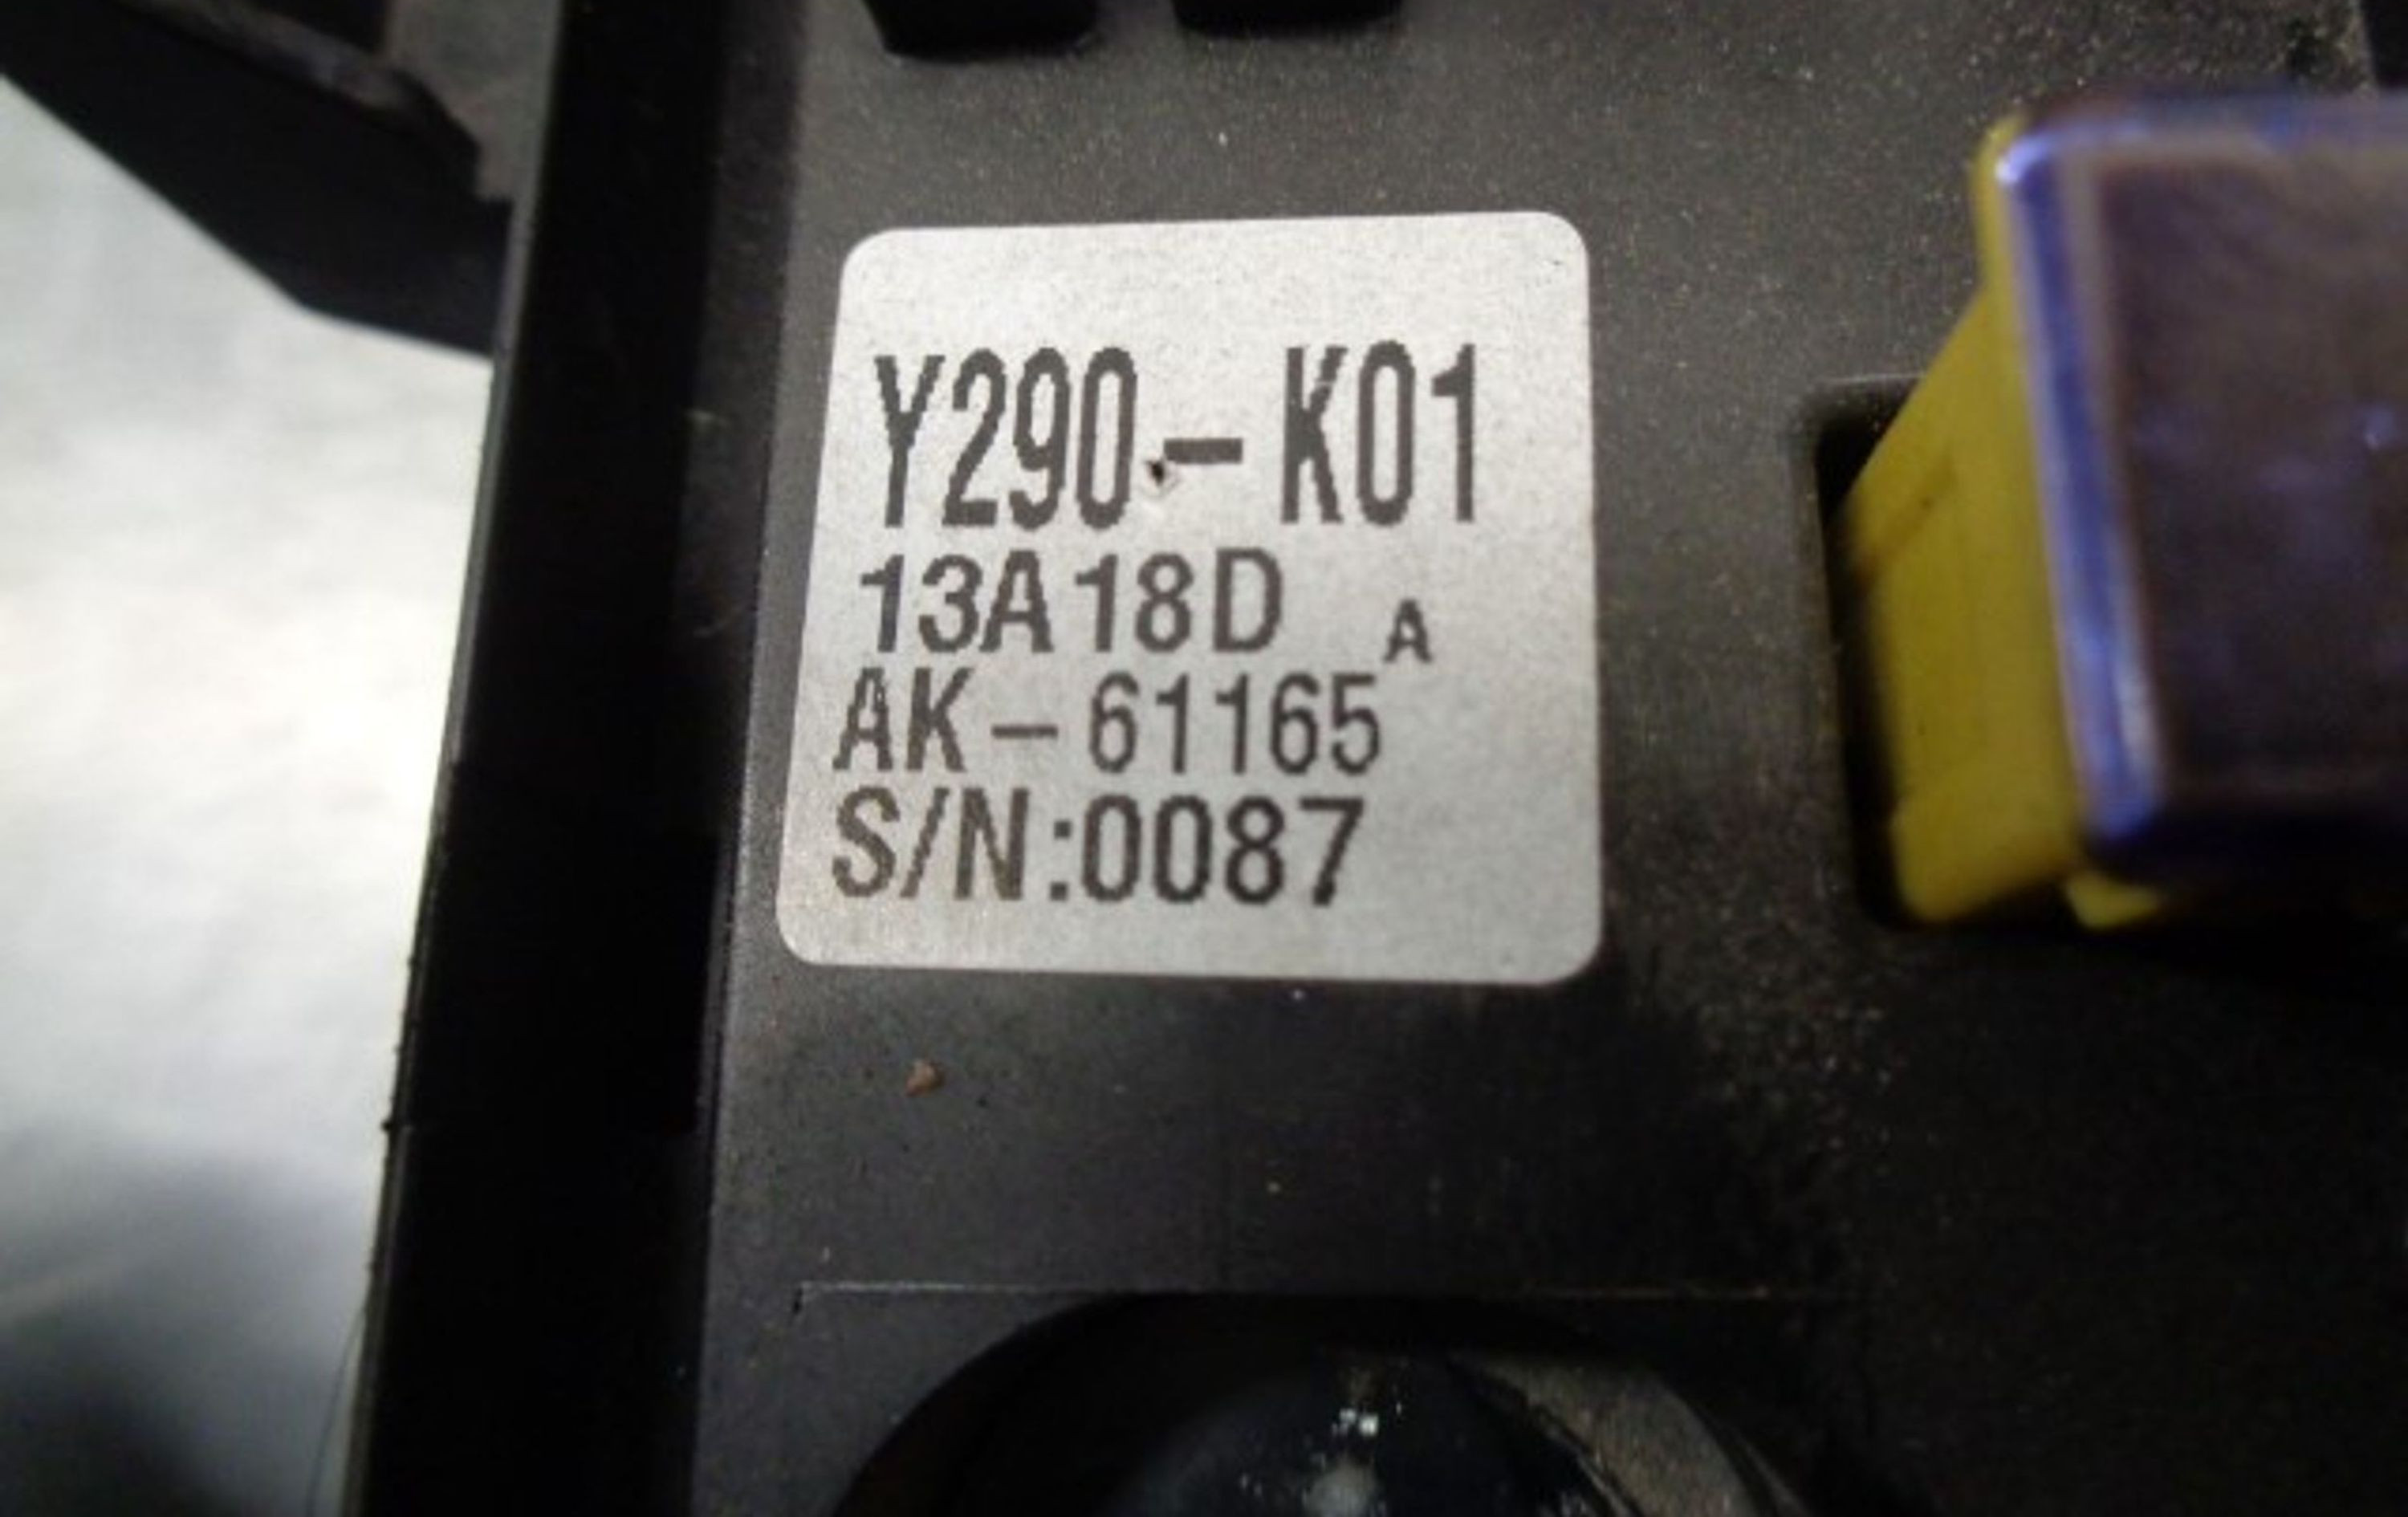 Y290-K01
13A18D A
AK-61165
S/N:0087